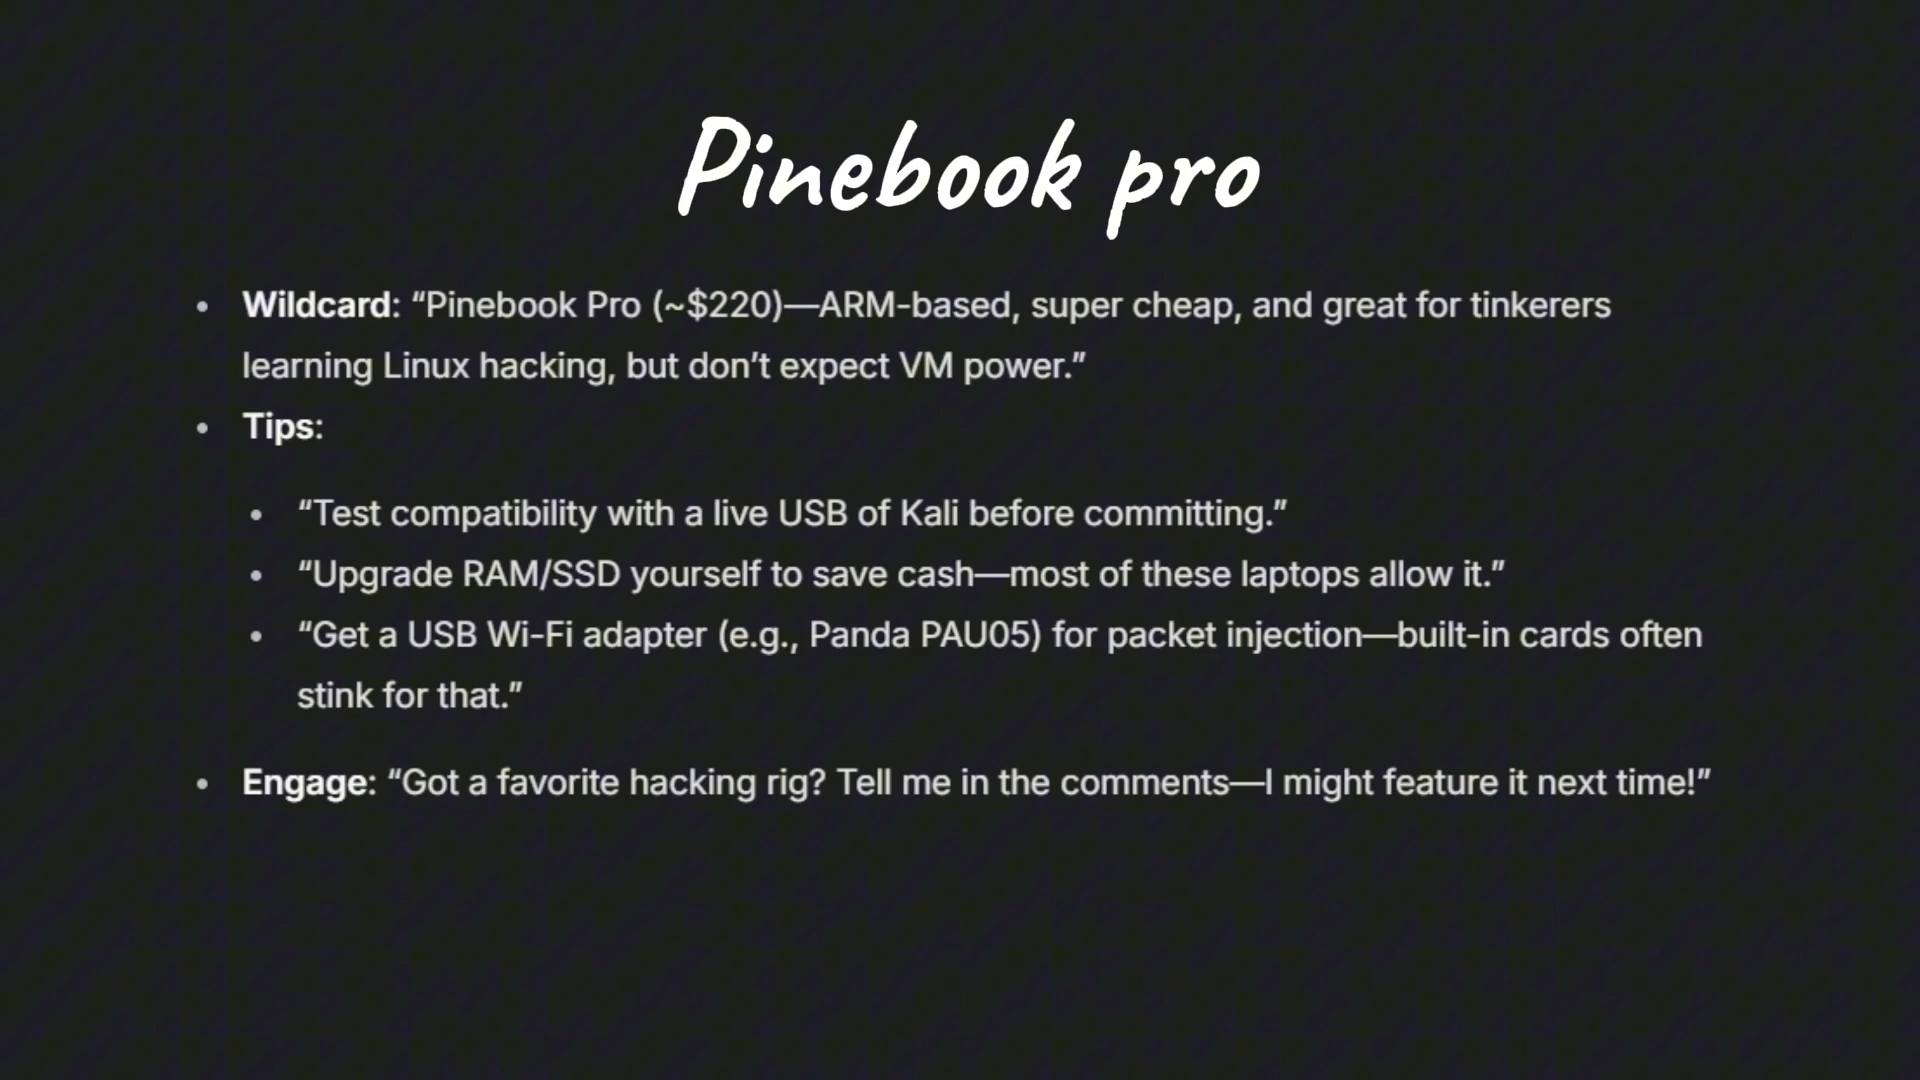 Pinebook pro
• Wildcard: “Pinebook Pro (~$220)—ARM-based, super cheap, and great for tinkerers
learning Linux hacking, but don’t expect VM power.”
• Tips:
• “Test compatibility with a live USB of Kali before committing.”
• “Upgrade RAM/SSD yourself to save cash—most of these laptops allow it.”
• “Get a USB Wi-Fi adapter (e.g., Panda PAU05) for packet injection—built-in cards often
stink for that.”
• Engage: “Got a favorite hacking rig? Tell me in the comments—I might feature it next time!”